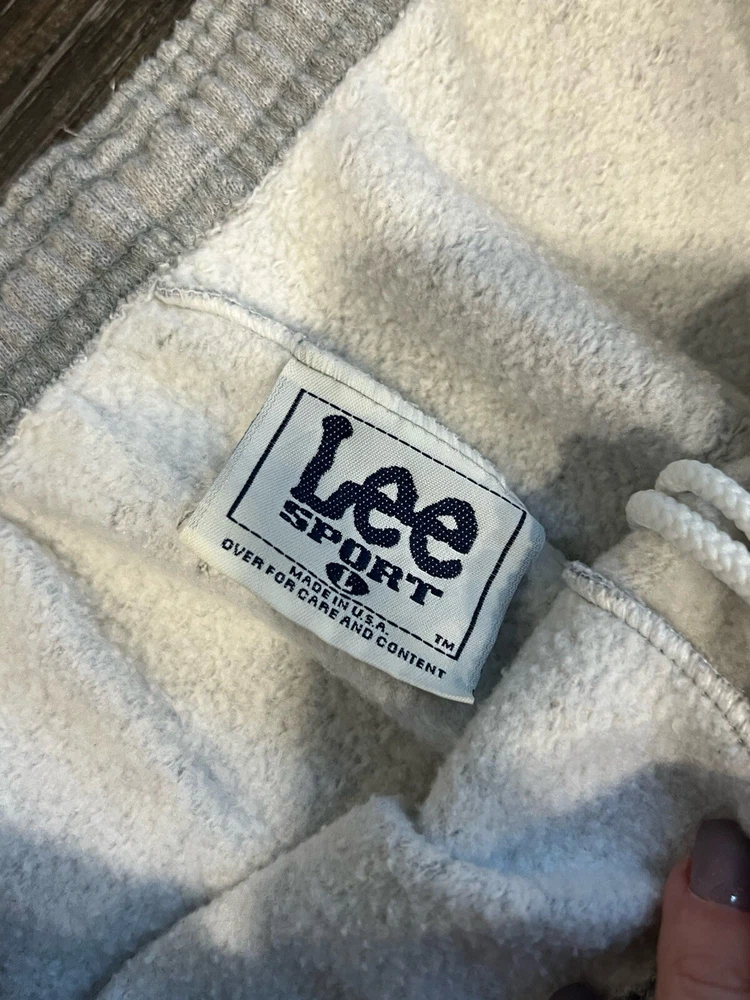 Lee
SPORT
L
MADE IN U.S.A.
OVER FOR CARE AND CONTENT
TM